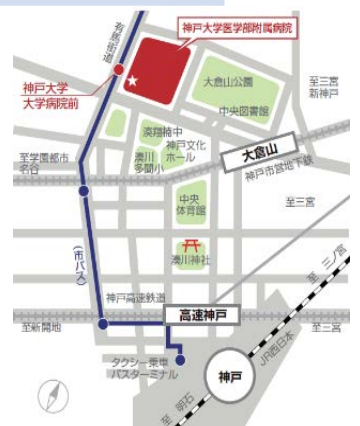 有馬街道
神戸大学医学部附属病院
神戸大学
大学病院前
大倉山公園
中央図書館
至三宮
新神戸
湊翔楠中
神戸文化
ホール
湊川
多聞小
大倉山
神戸市営地下鉄
至学園都市
名谷
中央
体育館
至三宮
(市バス)
湊川神社
神戸高速鉄道
高速神戸
至新開地
至三宮
至 三ノ宮
JR西日本
タクシー乗車
バスターミナル
神戸
至 明石